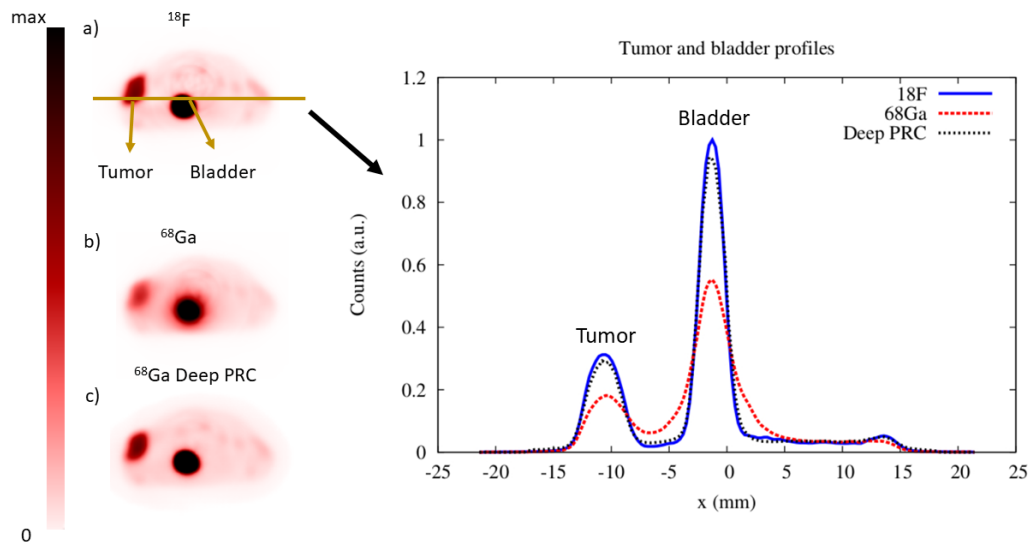 max
a)
¹⁸F
Tumor
Bladder
b)
⁶⁸Ga
⁶⁸Ga Deep PRC
c)
0
Tumor and bladder profiles
1.2
1
0.8
0.6
0.4
0.2
0
Counts (a.u.)
18F
68Ga
Deep PRC
Bladder
Tumor
-25
-20
-15
-10
-5
0
5
10
15
20
25
x (mm)